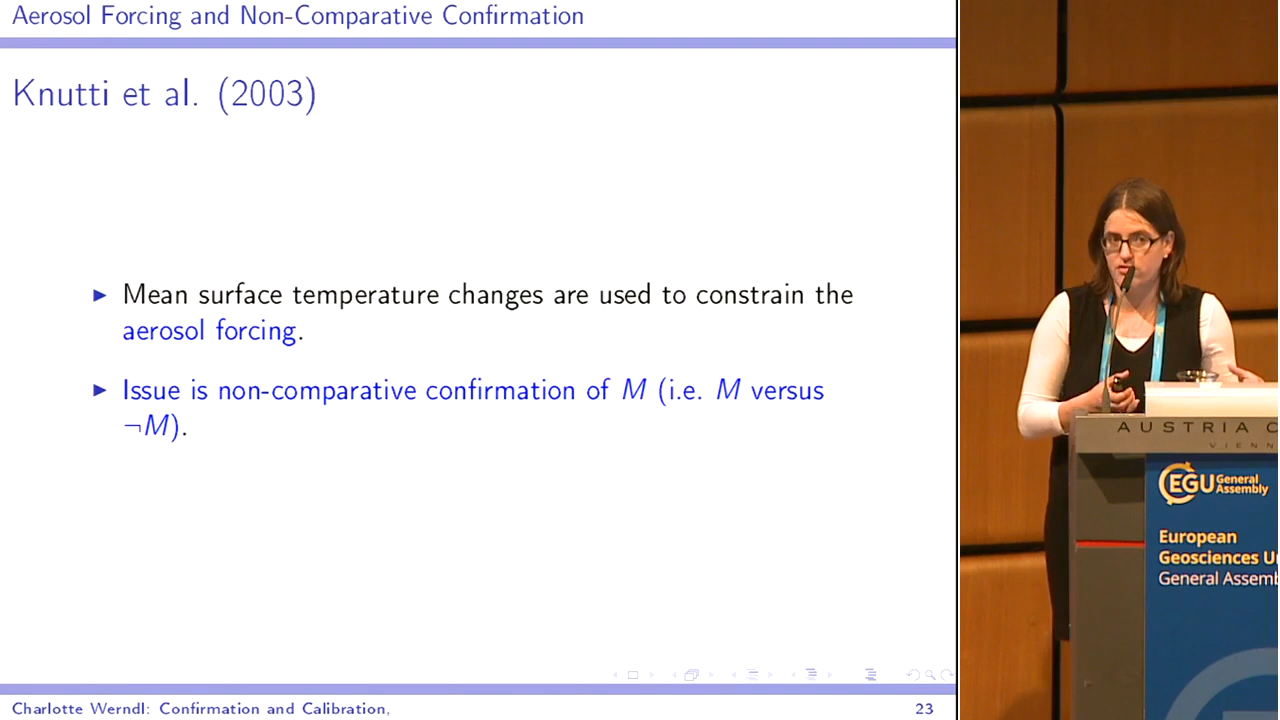 Aerosol Forcing and Non-Comparative Confirmation
Knutti et al. (2003)
▶ Mean surface temperature changes are used to constrain the
aerosol forcing.
▶ Issue is non-comparative confirmation of M (i.e. M versus
¬M).
Charlotte Werndl: Confirmation and Calibration,
23
AUSTRIA C
VIENN
EGU General
Assembly
European
Geosciences U
General Assemb